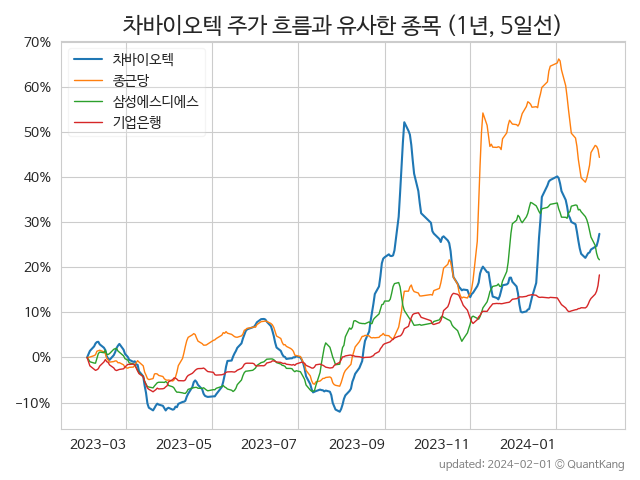 차바이오텍 주가 흐름과 유사한 종목 (1년, 5일선)
70%
60%
50%
40%
30%
20%
10%
0%
−10%
차바이오텍
종근당
삼성에스디에스
기업은행
2023-03 2023-05 2023-07 2023-09 2023-11 2024-01
updated: 2024-02-01 © QuantKang